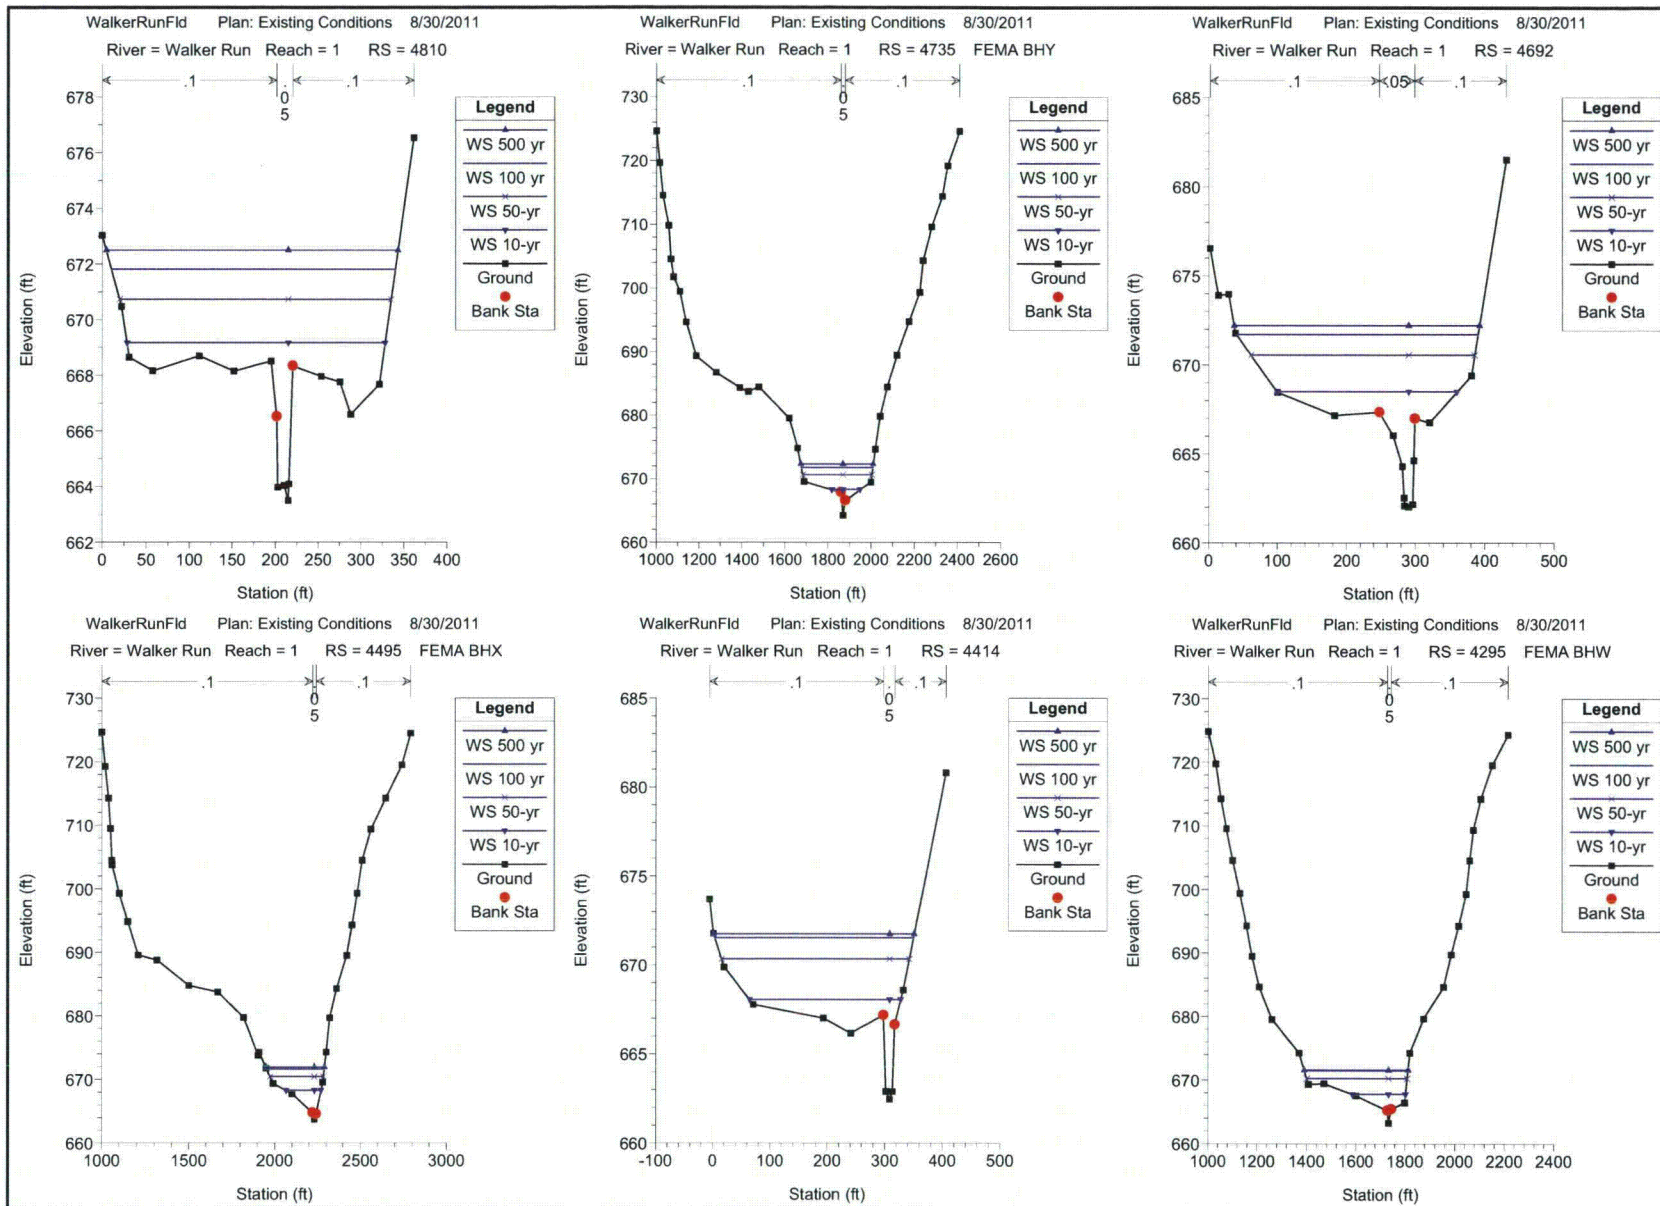 WalkerRunFld Plan: Existing Conditions 8/30/2011
River = Walker Run Reach = 1 RS = 4810
.1
.05
.1
678
676
674
672
670
668
666
664
662
Elevation (ft)
0 50 100 150 200 250 300 350 400
Station (ft)
Legend
WS 500 yr
WS 100 yr
WS 50-yr
WS 10-yr
Ground
Bank Sta
WalkerRunFld Plan: Existing Conditions 8/30/2011
River = Walker Run Reach = 1 RS = 4735 FEMA BHY
.1
.05
.1
730
720
710
700
690
680
670
660
Elevation (ft)
1000 1200 1400 1600 1800 2000 2200 2400 2600
Station (ft)
Legend
WS 500 yr
WS 100 yr
WS 50-yr
WS 10-yr
Ground
Bank Sta
WalkerRunFld Plan: Existing Conditions 8/30/2011
River = Walker Run Reach = 1 RS = 4692
.1
.05
.1
685
680
675
670
665
660
Elevation (ft)
0 100 200 300 400 500
Station (ft)
Legend
WS 500 yr
WS 100 yr
WS 50-yr
WS 10-yr
Ground
Bank Sta
WalkerRunFld Plan: Existing Conditions 8/30/2011
River = Walker Run Reach = 1 RS = 4495 FEMA BHX
.1
.05
.1
730
720
710
700
690
680
670
660
Elevation (ft)
1000 1500 2000 2500 3000
Station (ft)
Legend
WS 500 yr
WS 100 yr
WS 50-yr
WS 10-yr
Ground
Bank Sta
WalkerRunFld Plan: Existing Conditions 8/30/2011
River = Walker Run Reach = 1 RS = 4414
.1
.05
.1
685
680
675
670
665
660
Elevation (ft)
-100 0 100 200 300 400 500
Station (ft)
Legend
WS 500 yr
WS 100 yr
WS 50-yr
WS 10-yr
Ground
Bank Sta
WalkerRunFld Plan: Existing Conditions 8/30/2011
River = Walker Run Reach = 1 RS = 4295 FEMA BHW
.1
.05
.1
730
720
710
700
690
680
670
660
Elevation (ft)
1000 1200 1400 1600 1800 2000 2200 2400
Station (ft)
Legend
WS 500 yr
WS 100 yr
WS 50-yr
WS 10-yr
Ground
Bank Sta